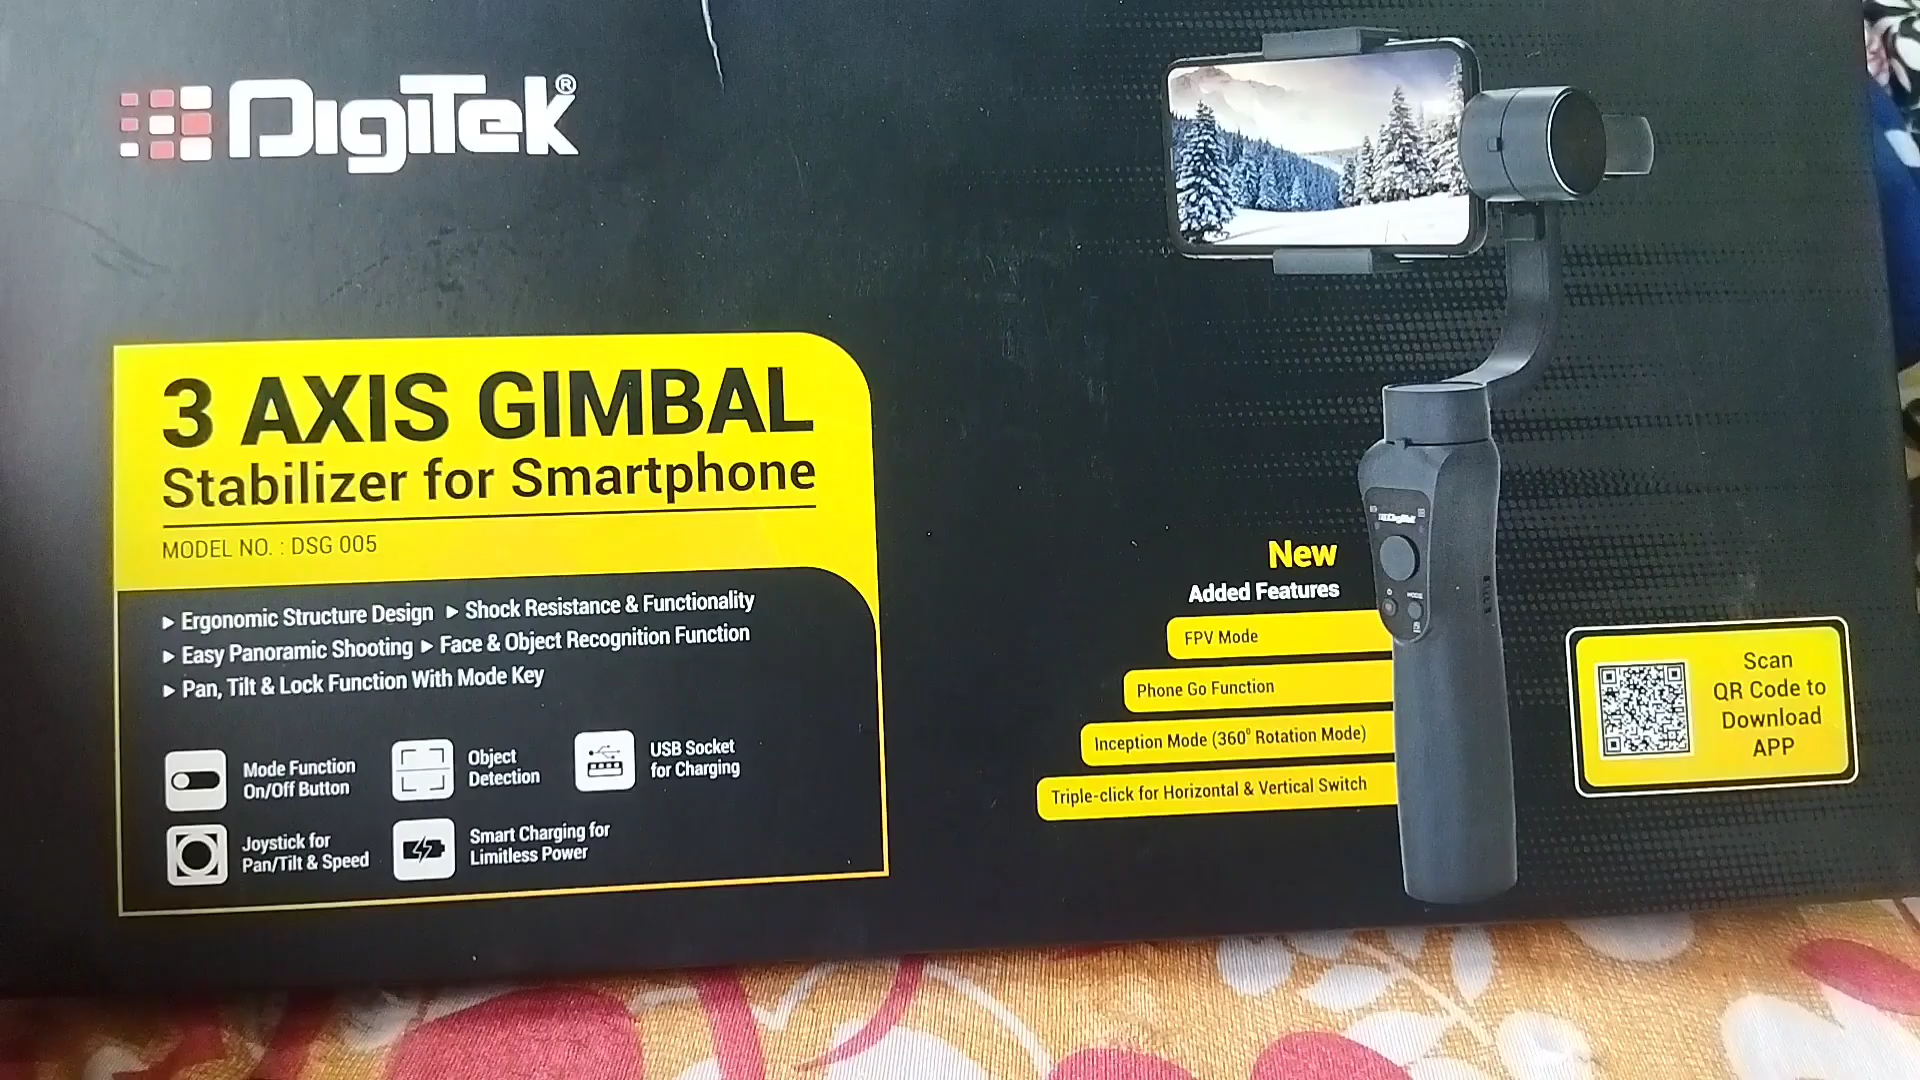 DigiTek®
3 AXIS GIMBAL
Stabilizer for Smartphone
MODEL NO. : DSG 005
▸ Ergonomic Structure Design ▸ Shock Resistance & Functionality
▸ Easy Panoramic Shooting ▸ Face & Object Recognition Function
▸ Pan, Tilt & Lock Function With Mode Key
Mode Function
On/Off Button
Object
Detection
USB Socket
for Charging
Joystick for
Pan/Tilt & Speed
Smart Charging for
Limitless Power
New
Added Features
FPV Mode
Phone Go Function
Inception Mode (360° Rotation Mode)
Triple-click for Horizontal & Vertical Switch
DigiTek
MODE
Scan
QR Code to
Download
APP